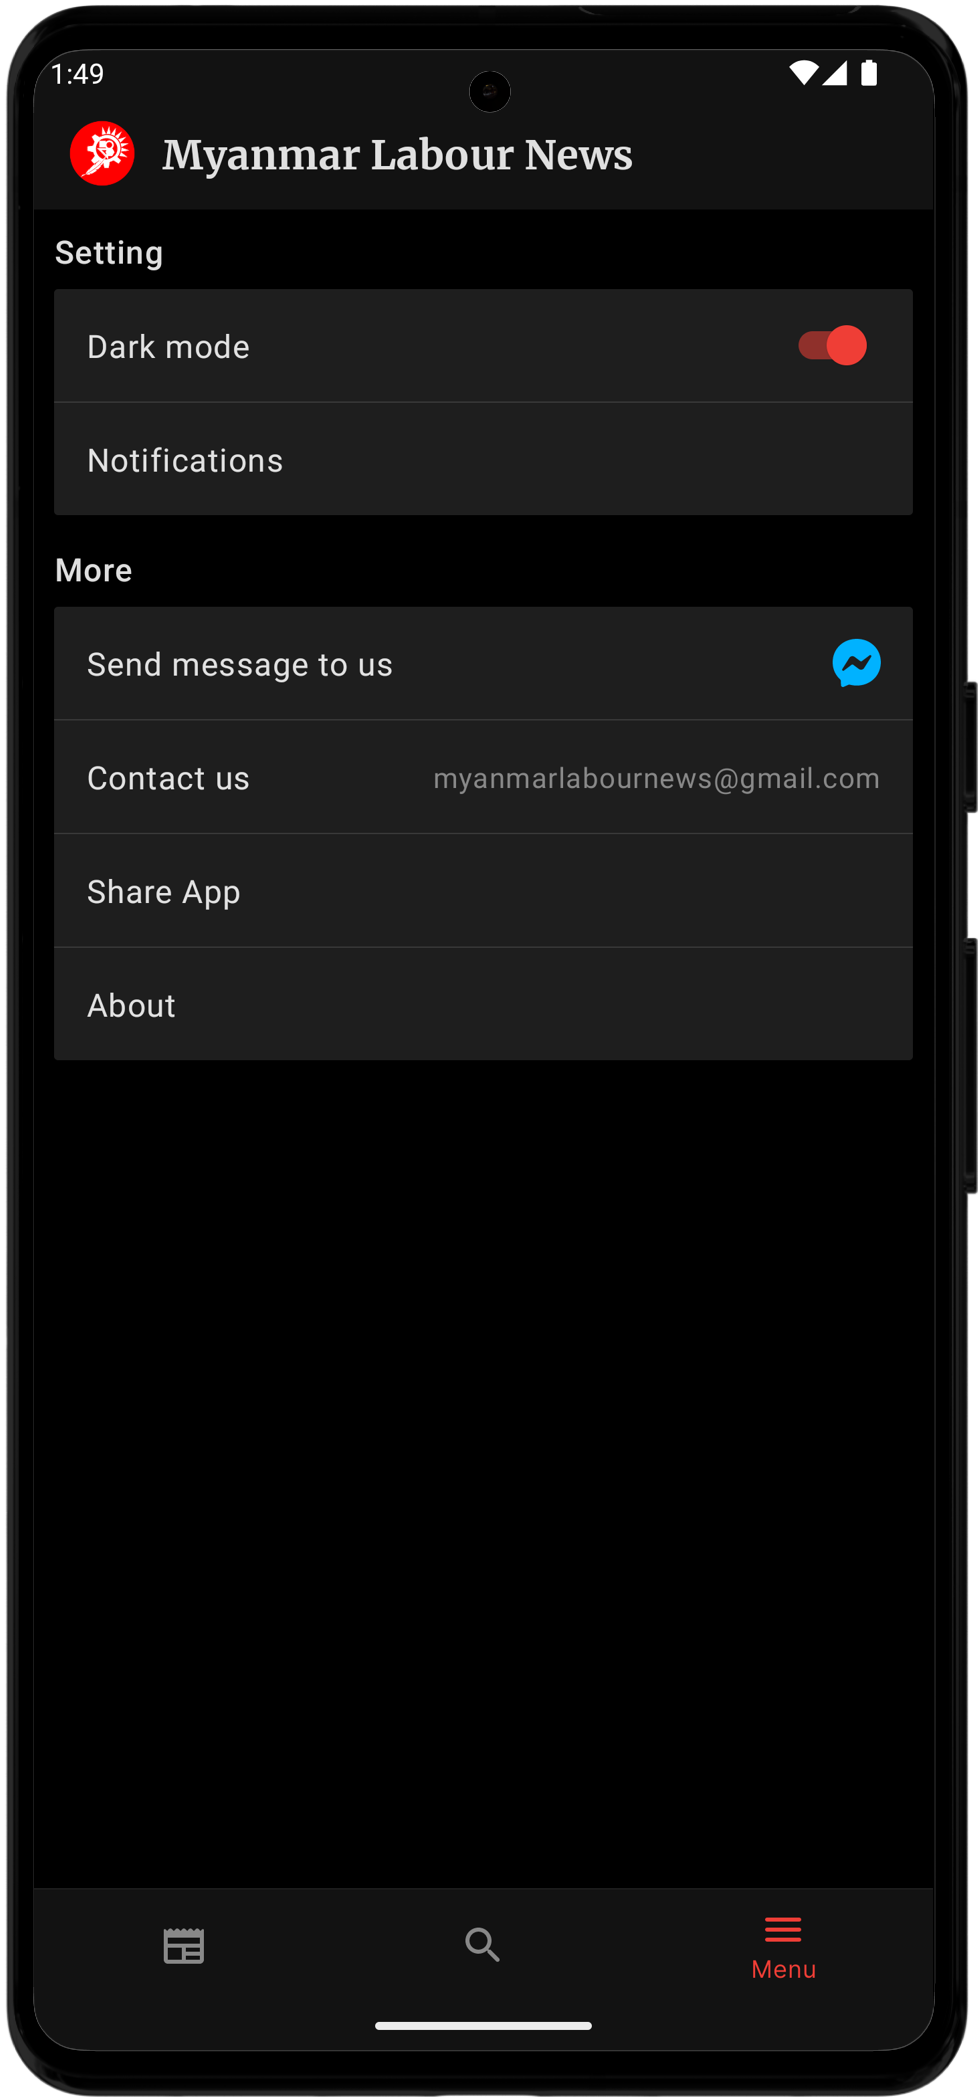 1:49
Myanmar Labour News
Setting
Dark mode
Notifications
More
Send message to us
Contact us myanmarlabournews@gmail.com
Share App
About
Menu